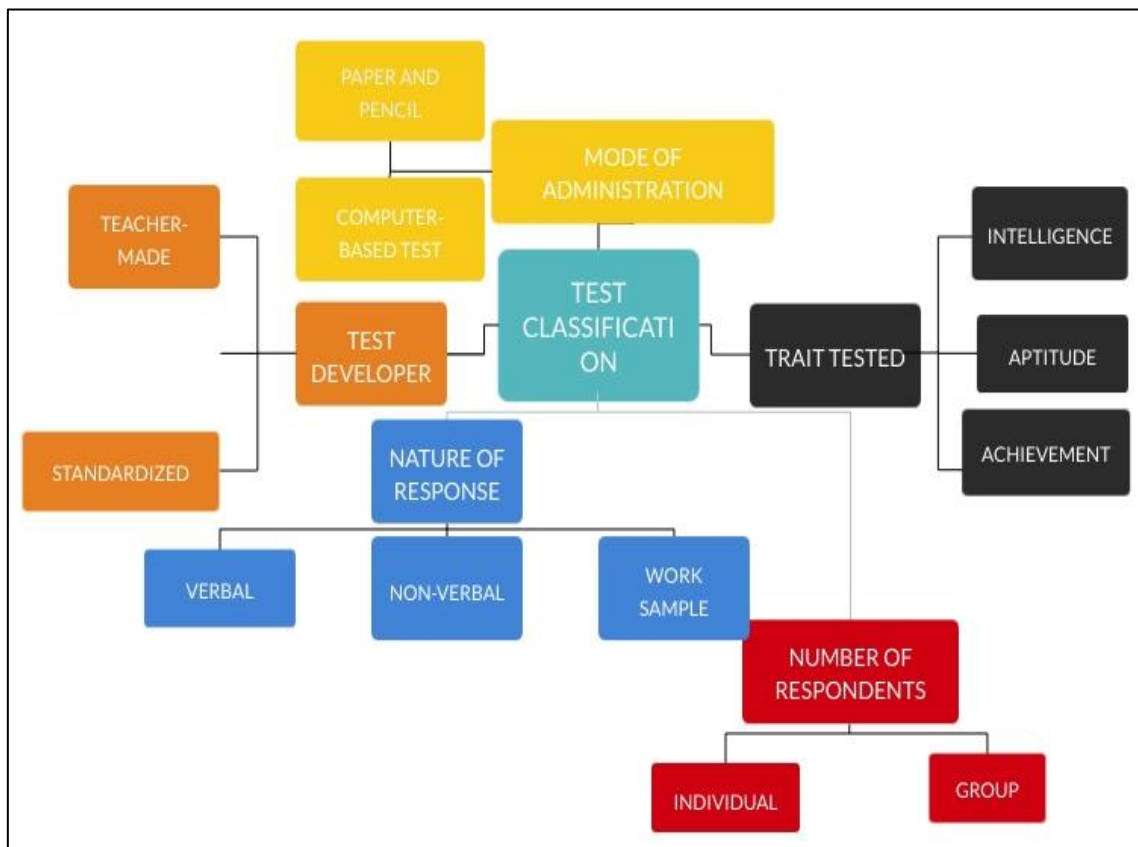 PAPER AND
PENCIL
MODE OF
ADMINISTRATION
TEACHER-
MADE
COMPUTER-
BASED TEST
INTELLIGENCE
TEST
CLASSIFICATI
ON
TEST
DEVELOPER
TRAIT TESTED
APTITUDE
STANDARDIZED
NATURE OF
RESPONSE
ACHIEVEMENT
VERBAL
NON-VERBAL
WORK
SAMPLE
NUMBER OF
RESPONDENTS
INDIVIDUAL
GROUP